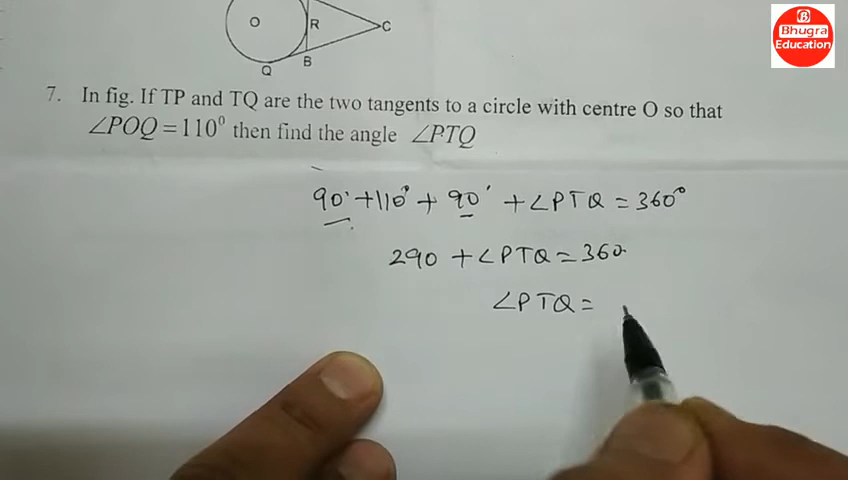 B
Bhugra
Education
O
R
C
B
Q
7. In fig. If TP and TQ are the two tangents to a circle with centre O so that
∠POQ = 110⁰ then find the angle ∠PTQ
90° + 110° + 90° + ∠PTQ = 360°
290 + ∠PTQ = 360°
∠PTQ =